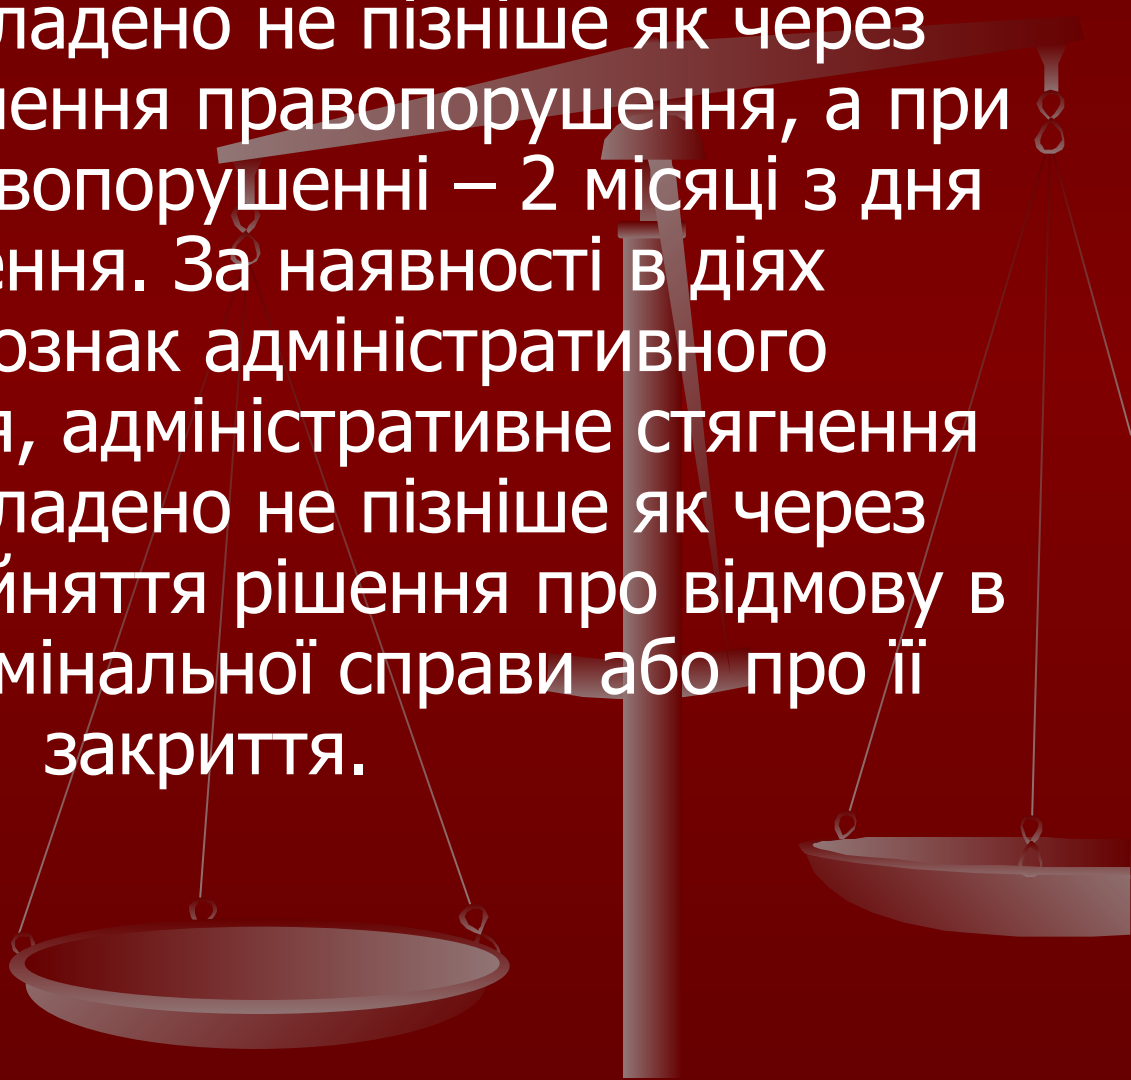 ладено не пізніше як через
ення правопорушення, а при
вопорушенні – 2 місяці з дня
ення. За наявності в діях
ознак адміністративного
я, адміністративне стягнення
ладено не пізніше як через
йняття рішення про відмову в
мінальної справи або про її
закриття.